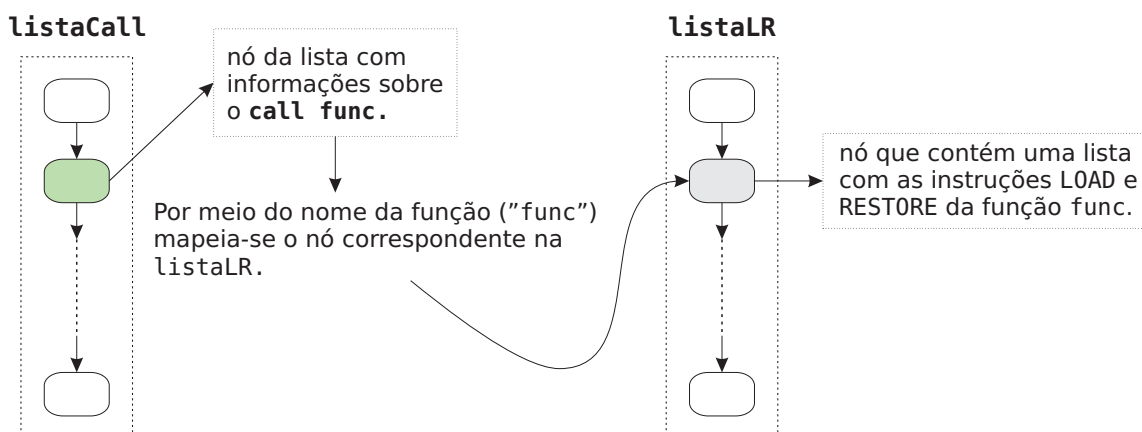 listaCall
nó da lista com
informações sobre
o call func.
Por meio do nome da função (”func”)
mapeia-se o nó correspondente na
listaLR.
listaLR
nó que contém uma lista
com as instruções LOAD e
RESTORE da função func.